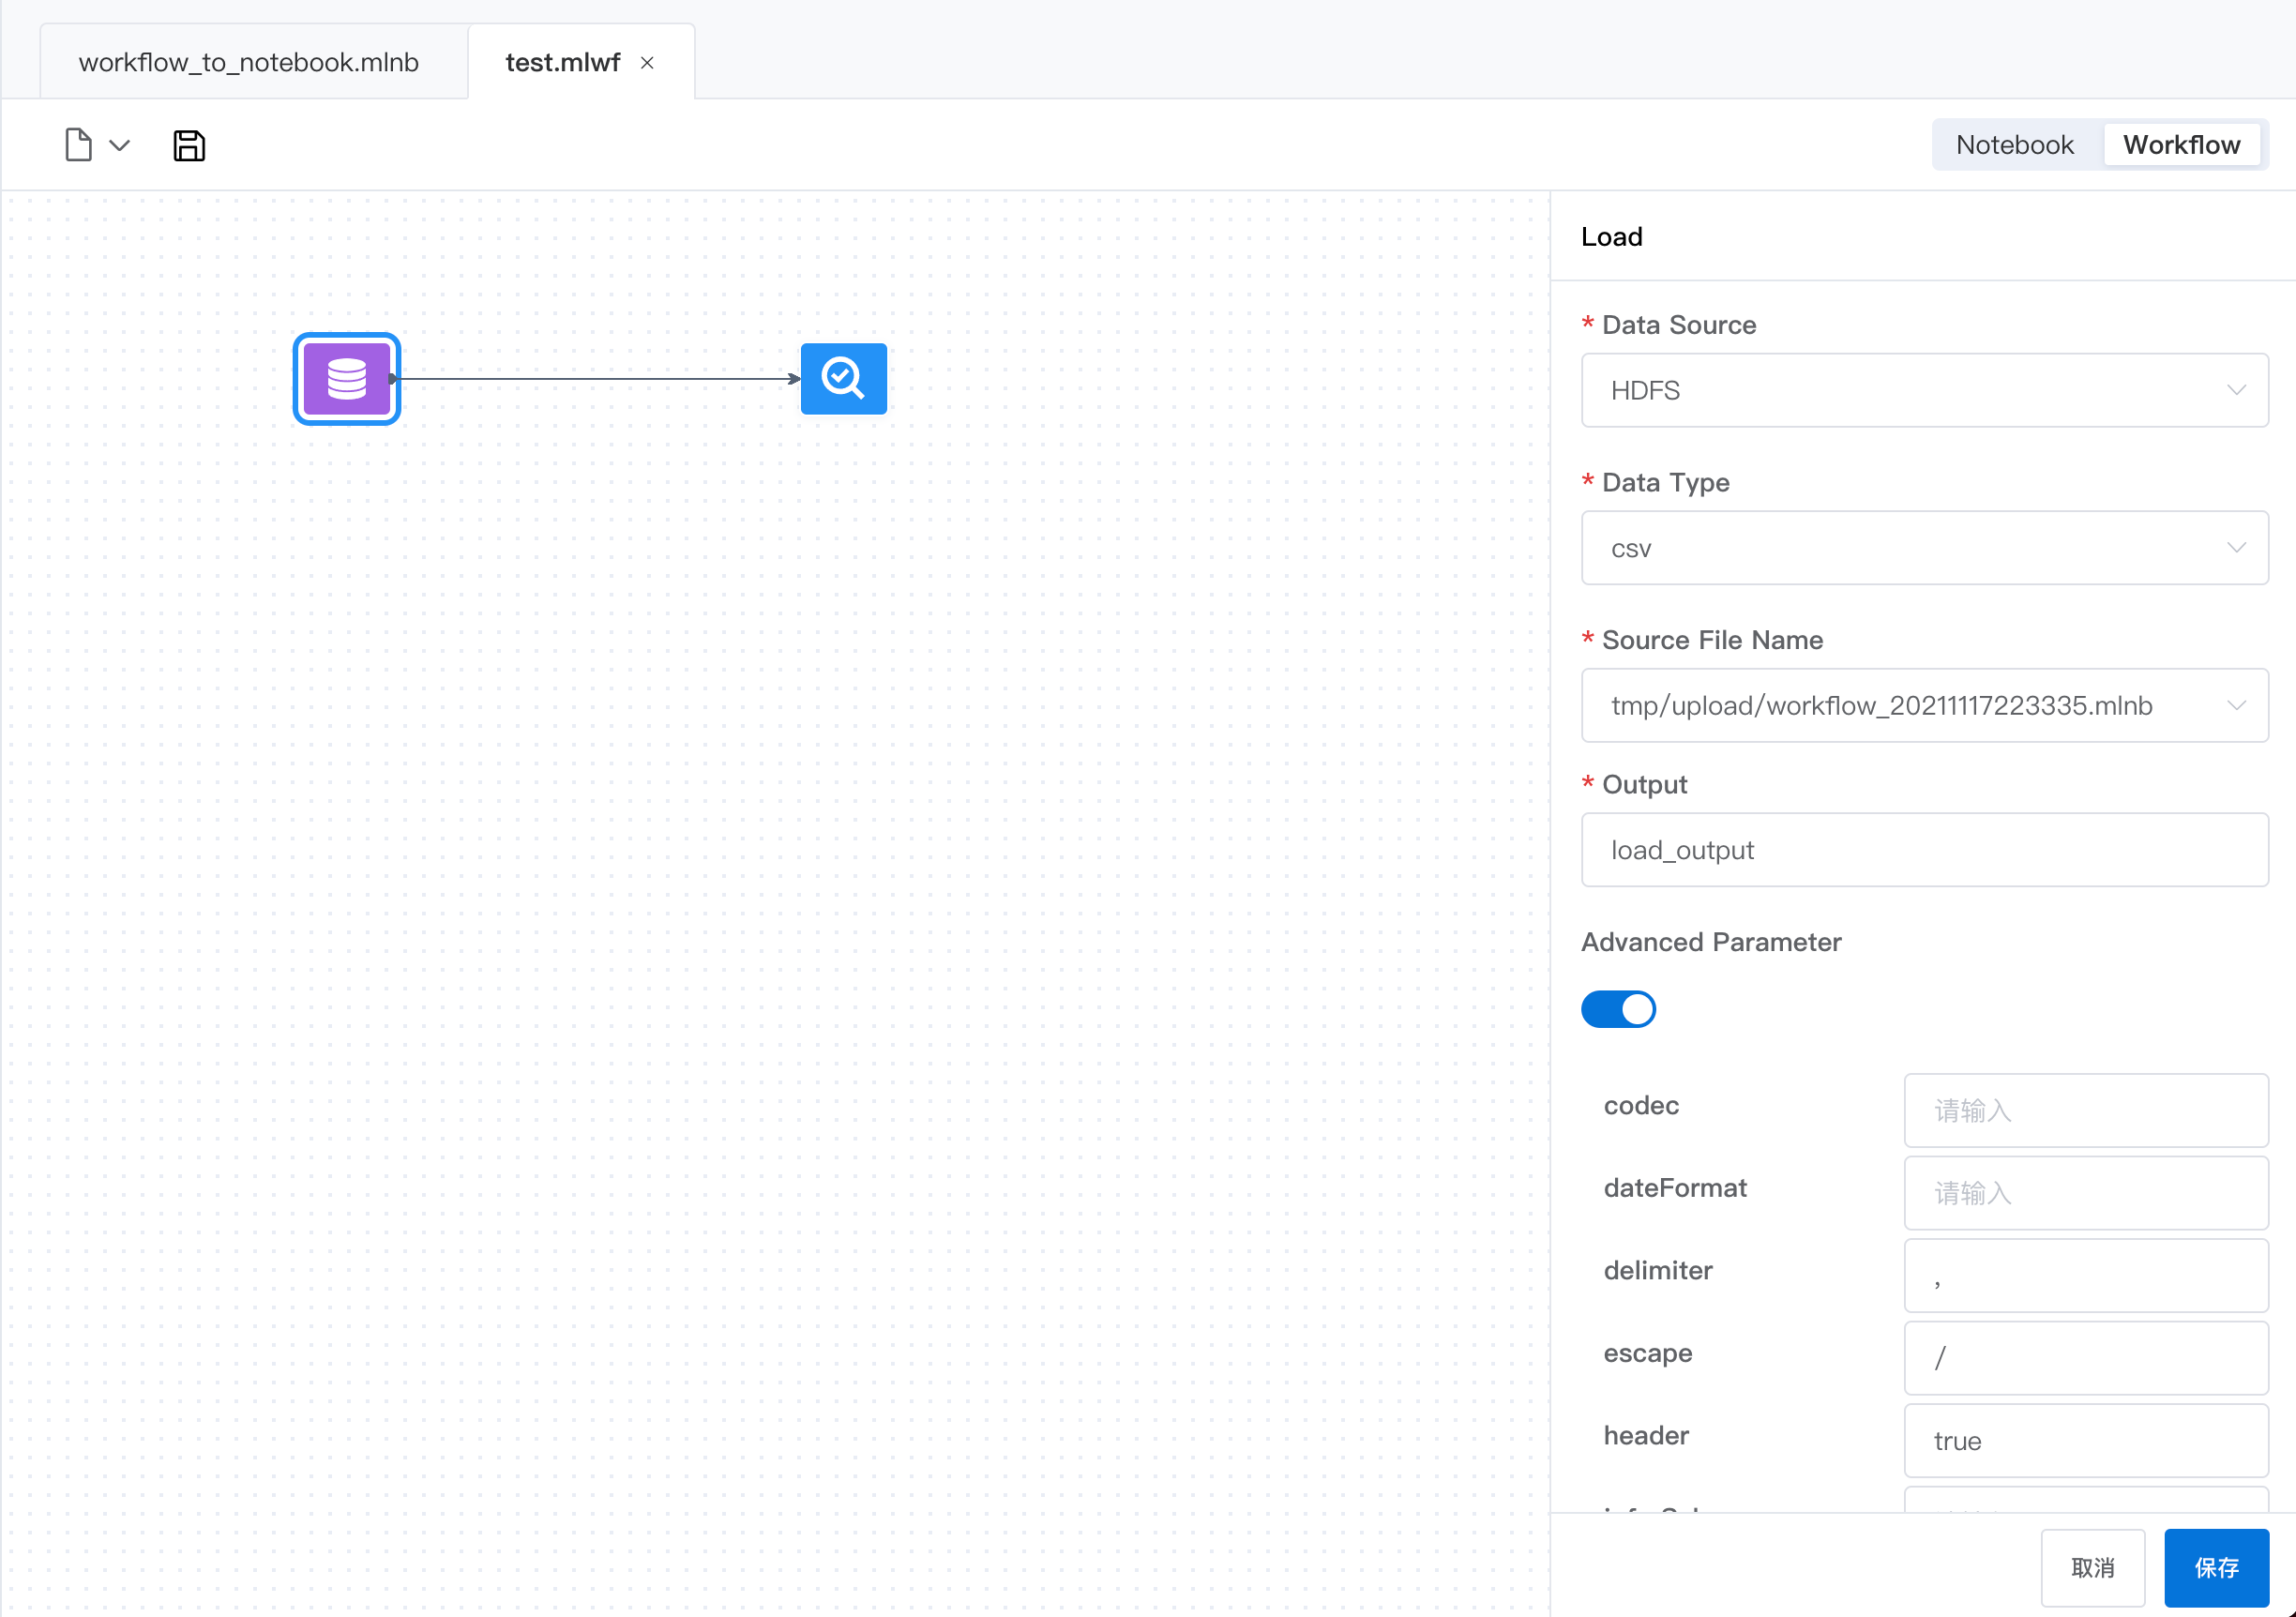 workflow_to_notebook.mlnb
test.mlwf
Notebook
Workflow
Load
* Data Source
HDFS
* Data Type
csv
* Source File Name
tmp/upload/workflow_20211117223335.mlnb
* Output
load_output
Advanced Parameter
codec
请输入
dateFormat
请输入
delimiter
,
escape
/
header
true
取消
保存